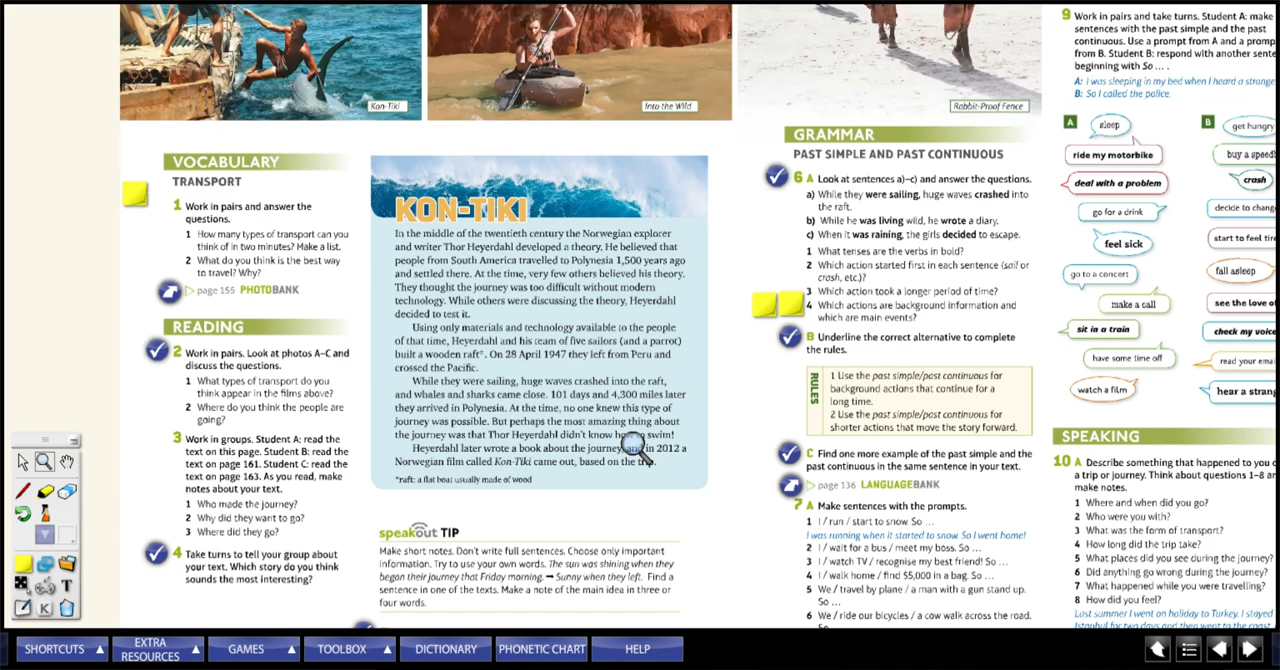 Kon-Tiki
Into the Wild
Rabbit-Proof Fence
VOCABULARY
TRANSPORT
1 Work in pairs and answer the
questions.
1 How many types of transport can you
think of in two minutes? Make a list.
2 What do you think is the best way
to travel? Why?
page 155 PHOTOBANK
READING
2 Work in pairs. Look at photos A–C and
discuss the questions.
1 What types of transport do you
think appear in the films above?
2 Where do you think the people are
going?
3 Work in groups. Student A: read the
text on this page. Student B: read the
text on page 161. Student C: read the
text on page 163. As you read, make
notes about your text.
1 Who made the journey?
2 Why did they want to go?
3 Where did they go?
4 Take turns to tell your group about
your text. Which story do you think
sounds the most interesting?
KON-TIKI
In the middle of the twentieth century the Norwegian explorer
and writer Thor Heyerdahl developed a theory. He believed that
people from South America travelled to Polynesia 1,500 years ago
and settled there. At the time, very few others believed his theory.
They thought the journey was too difficult without modern
technology. While others were discussing the theory, Heyerdahl
decided to test it.
Using only materials and technology available to the people
of that time, Heyerdahl and his team of five sailors (and a parrot)
built a wooden raft*. On 28 April 1947 they left from Peru and
crossed the Pacific.
While they were sailing, huge waves crashed into the raft,
and whales and sharks came close. 101 days and 4,300 miles later
they arrived in Polynesia. At the time, no one knew this type of
journey was possible. But perhaps the most amazing thing about
the journey was that Thor Heyerdahl didn't know how to swim!
Heyerdahl later wrote a book about the journey, and in 2012 a
Norwegian film called Kon-Tiki came out, based on the trip.
*raft: a flat boat usually made of wood
speakout TIP
Make short notes. Don't write full sentences. Choose only important
information. Try to use your own words. The sun was shining when they
began their journey that Friday morning. ➞ Sunny when they left. Find a
sentence in one of the texts. Make a note of the main idea in three or
four words.
GRAMMAR
PAST SIMPLE AND PAST CONTINUOUS
6 A Look at sentences a)–c) and answer the questions.
a) While they were sailing, huge waves crashed into
the raft.
b) While he was living wild, he wrote a diary.
c) When it was raining, the girls decided to escape.
1 What tenses are the verbs in bold?
2 Which action started first in each sentence (sail or
crash, etc.)?
3 Which action took a longer period of time?
4 Which actions are background information and
which are main events?
B Underline the correct alternative to complete
the rules.
RULES
1 Use the past simple/past continuous for
background actions that continue for a
long time.
2 Use the past simple/past continuous for
shorter actions that move the story forward.
C Find one more example of the past simple and the
past continuous in the same sentence in your text.
page 136 LANGUAGEBANK
7 A Make sentences with the prompts.
1 I / run / start to snow. So …
I was running when it started to snow. So I went home!
2 I / wait for a bus / meet my boss. So …
3 I / watch TV / recognise my best friend! So …
4 I / walk home / find $5,000 in a bag. So …
5 We / travel by plane / a man with a gun stand up.
So …
6 We / ride our bicycles / a cow walk across the road.
So
9 Work in pairs and take turns. Student A: make
sentences with the past simple and the past
continuous. Use a prompt from A and a promp
from B. Student B: respond with another sente
beginning with So … .
A: I was sleeping in my bed when I heard a strange
B: So I called the police.
A
sleep
ride my motorbike
deal with a problem
go for a drink
feel sick
go to a concert
make a call
sit in a train
have some time off
watch a film
B
get hungry
buy a speed
crash
decide to chang
start to feel tire
fall asleep
see the love o
check my voice
read your ema
hear a strang
SPEAKING
10 A Describe something that happened to you o
a trip or journey. Think about questions 1–8 a
make notes.
1 Where and when did you go?
2 Who were you with?
3 What was the form of transport?
4 How long did the trip take?
5 What places did you see during the journey?
6 Did anything go wrong during the journey?
7 What happened while you were travelling?
8 How did you feel?
Last summer I went on holiday to Turkey. I stayed
Istanbul for two days and then went to the coast
T
K
SHORTCUTS
EXTRA
RESOURCES
GAMES
TOOLBOX
DICTIONARY
PHONETIC CHART
HELP